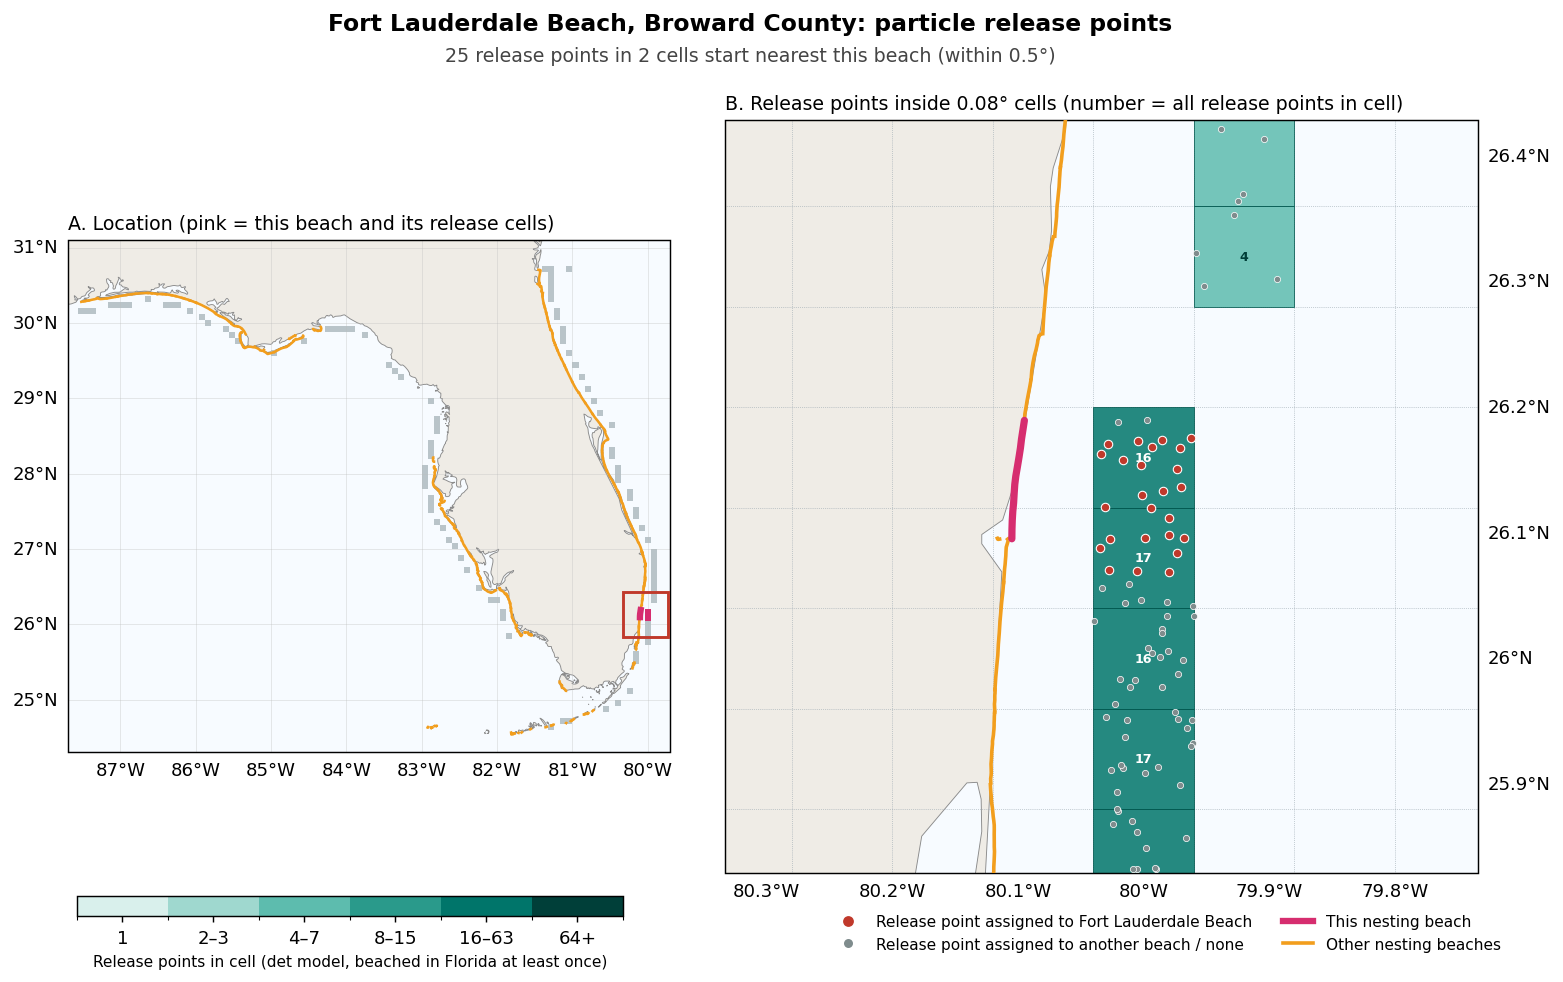 Fort Lauderdale Beach, Broward County: particle release points
25 release points in 2 cells start nearest this beach (within 0.5°)
A. Location (pink = this beach and its release cells)
31°N
30°N
29°N
28°N
27°N
26°N
25°N
87°W 86°W 85°W 84°W 83°W 82°W 81°W 80°W
1 2–3 4–7 8–15 16–63 64+
Release points in cell (det model, beached in Florida at least once)
B. Release points inside 0.08° cells (number = all release points in cell)
4
16
17
16
17
26.4°N
26.3°N
26.2°N
26.1°N
26°N
25.9°N
80.3°W 80.2°W 80.1°W 80°W 79.9°W 79.8°W
Release point assigned to Fort Lauderdale Beach
Release point assigned to another beach / none
This nesting beach
Other nesting beaches